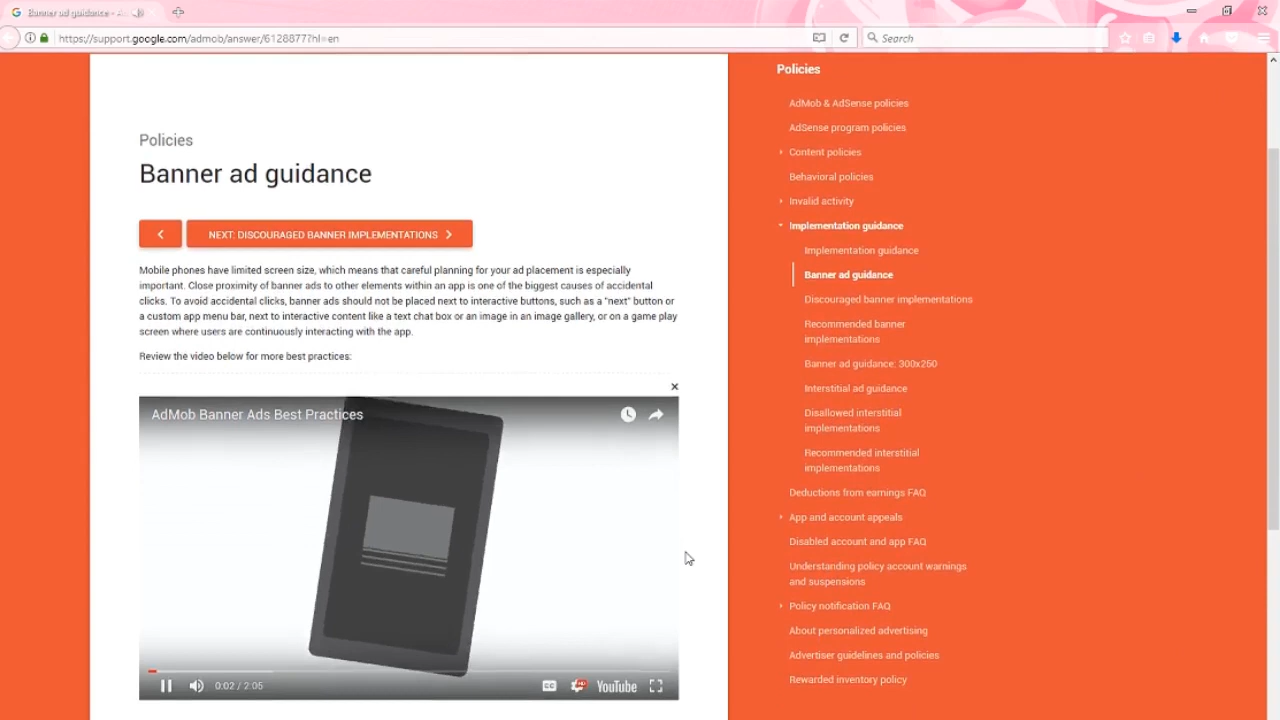 Banner ad guidance - A
https://support.google.com/admob/answer/6128877?hl=en
Search
Policies
Banner ad guidance
NEXT: DISCOURAGED BANNER IMPLEMENTATIONS
Mobile phones have limited screen size, which means that careful planning for your ad placement is especially
important. Close proximity of banner ads to other elements within an app is one of the biggest causes of accidental
clicks. To avoid accidental clicks, banner ads should not be placed next to interactive buttons, such as a "next" button or
a custom app menu bar, next to interactive content like a text chat box or an image in an image gallery, or on a game play
screen where users are continuously interacting with the app.
Review the video below for more best practices:
AdMob Banner Ads Best Practices
0:02 / 2:05
CC
HD
YouTube
Policies
AdMob & AdSense policies
AdSense program policies
Content policies
Behavioral policies
Invalid activity
Implementation guidance
Implementation guidance
Banner ad guidance
Discouraged banner implementations
Recommended banner
implementations
Banner ad guidance: 300x250
Interstitial ad guidance
Disallowed interstitial
implementations
Recommended interstitial
implementations
Deductions from earnings FAQ
App and account appeals
Disabled account and app FAQ
Understanding policy account warnings
and suspensions
Policy notification FAQ
About personalized advertising
Advertiser guidelines and policies
Rewarded inventory policy